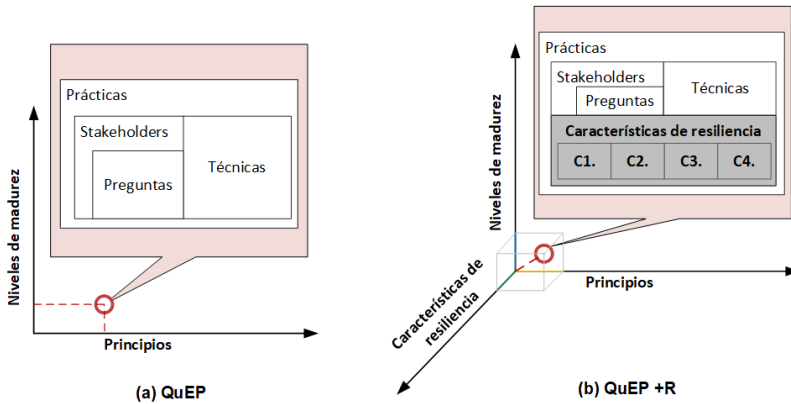 Prácticas
Stakeholders
Preguntas
Técnicas
Niveles de madurez
Principios
(a) QuEP
Prácticas
Stakeholders
Preguntas
Técnicas
Características de resiliencia
C1.
C2.
C3.
C4.
Niveles de madurez
Principios
Características de
resiliencia
(b) QuEP +R